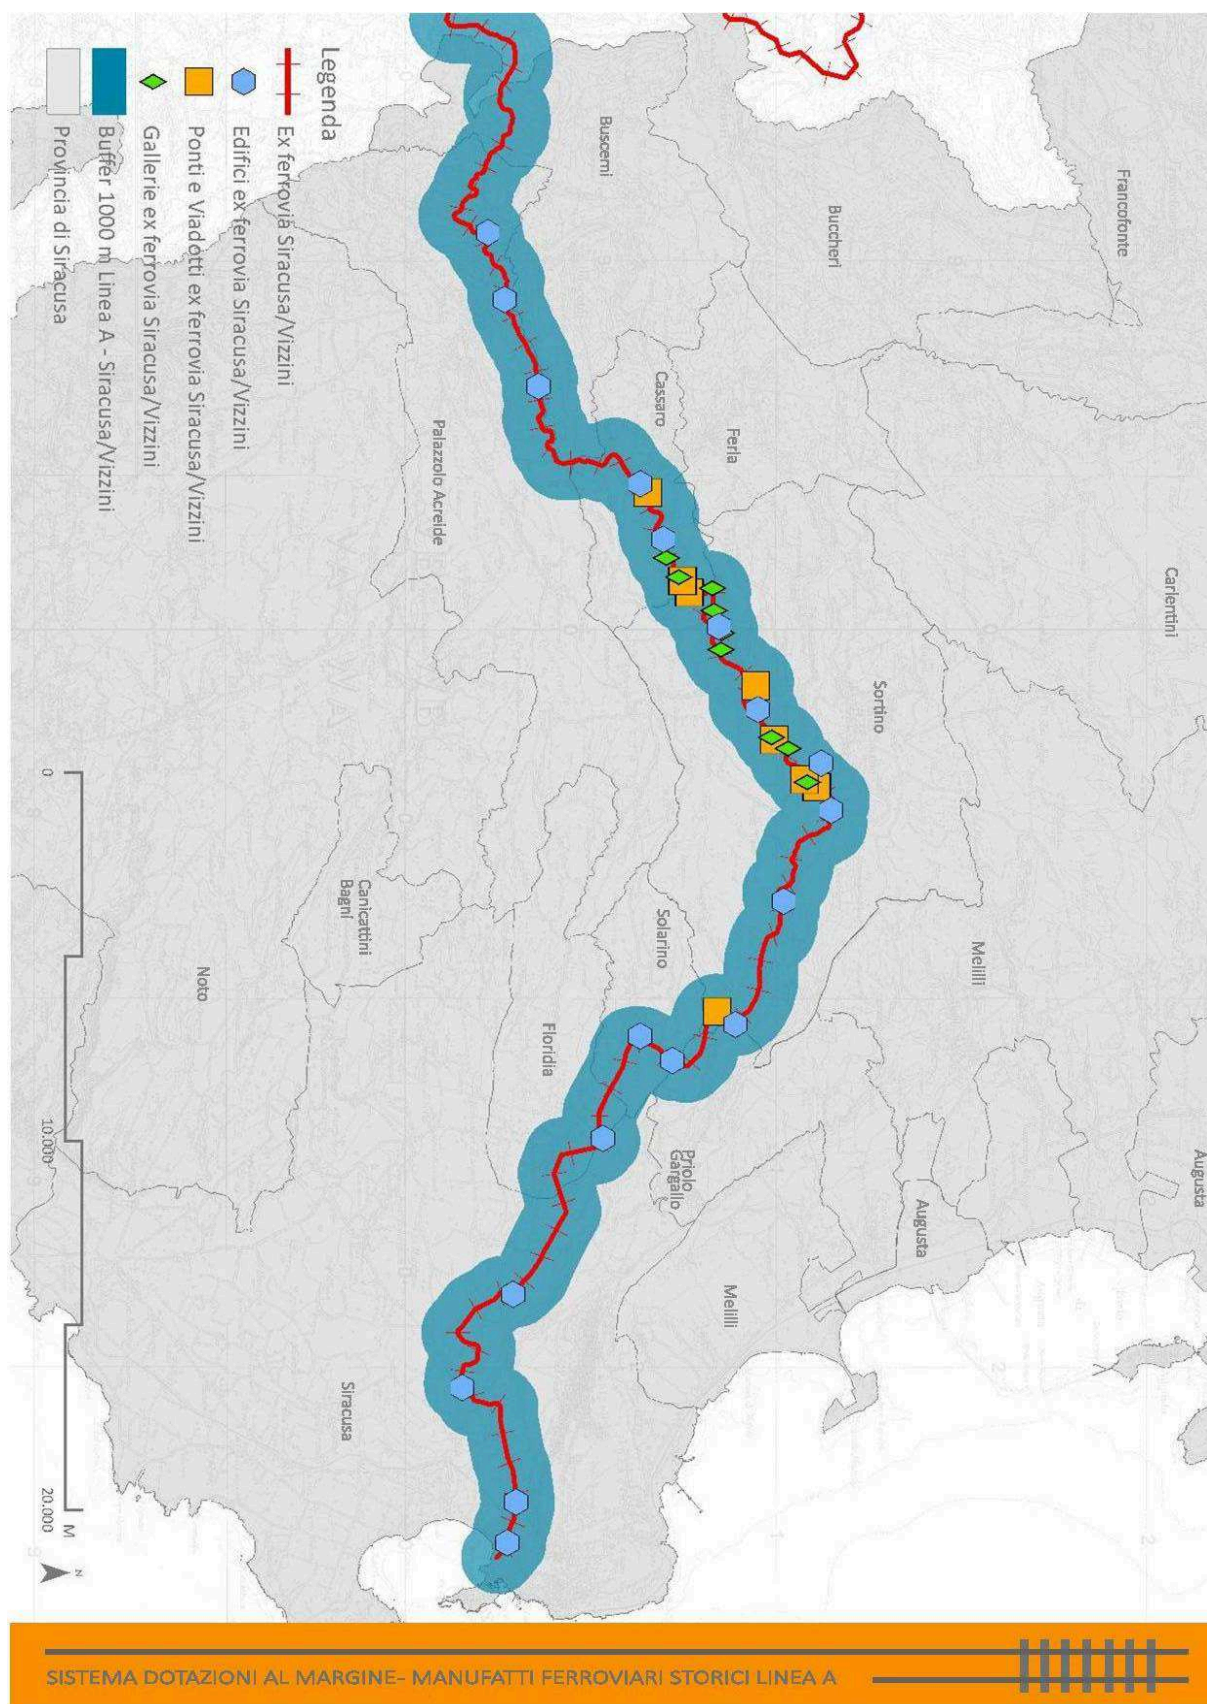 Legenda
Ex ferrovia Siracusa/Vizzini
Edifici ex ferrovia Siracusa/Vizzini
Ponti e Viadotti ex ferrovia Siracusa/Vizzini
Gallerie ex ferrovia Siracusa/Vizzini
Buffer 1000 m Linea A - Siracusa/Vizzini
Provincia di Siracusa
Francofonte
Buccheri
Buscemi
Carlentini
Ferla
Cassaro
Palazzolo Acreide
Sortino
Melilli
Solarino
Canicattini
Bagni
Noto
Floridia
Augusta
Augusta
Priolo
Gargallo
Melilli
Siracusa
0
10.000
20.000
M
N
SISTEMA DOTAZIONI AL MARGINE- MANUFATTI FERROVIARI STORICI LINEA A